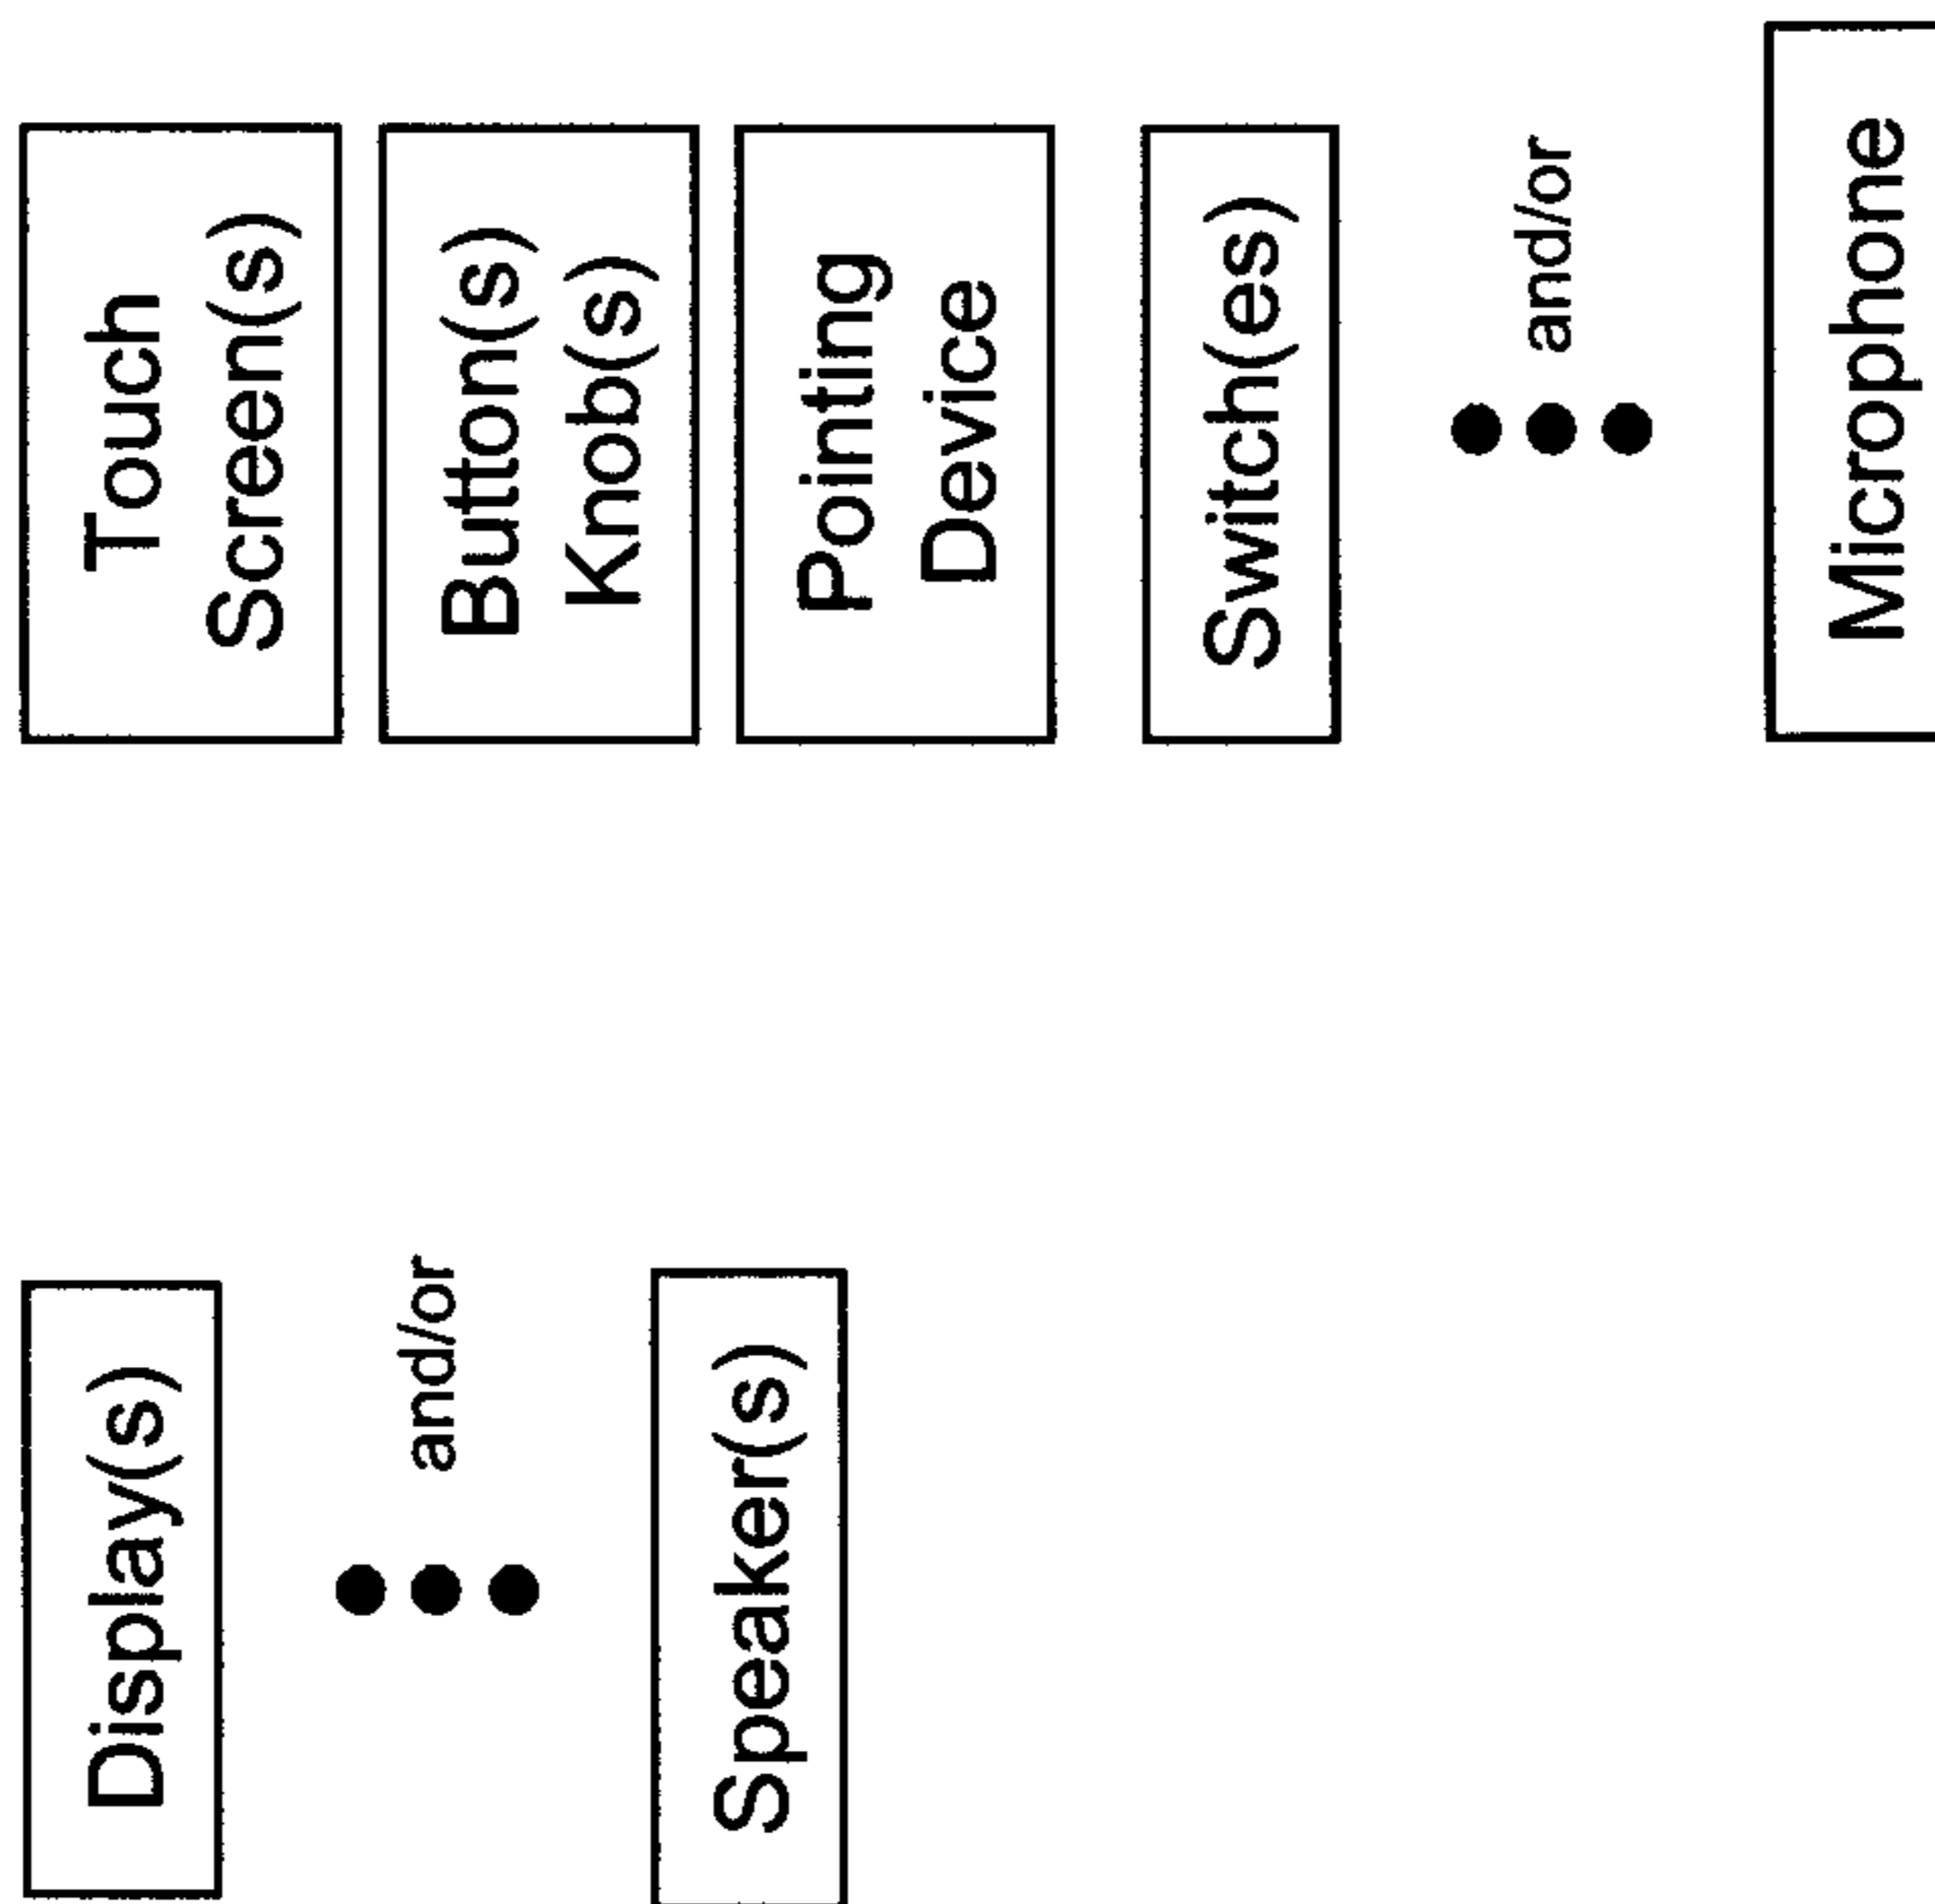 Display(s)
and/or
Speaker(s)
Touch
Screen(s)
Button(s)
Knob(s)
Pointing
Device
Switch(es)
and/or
Microphone